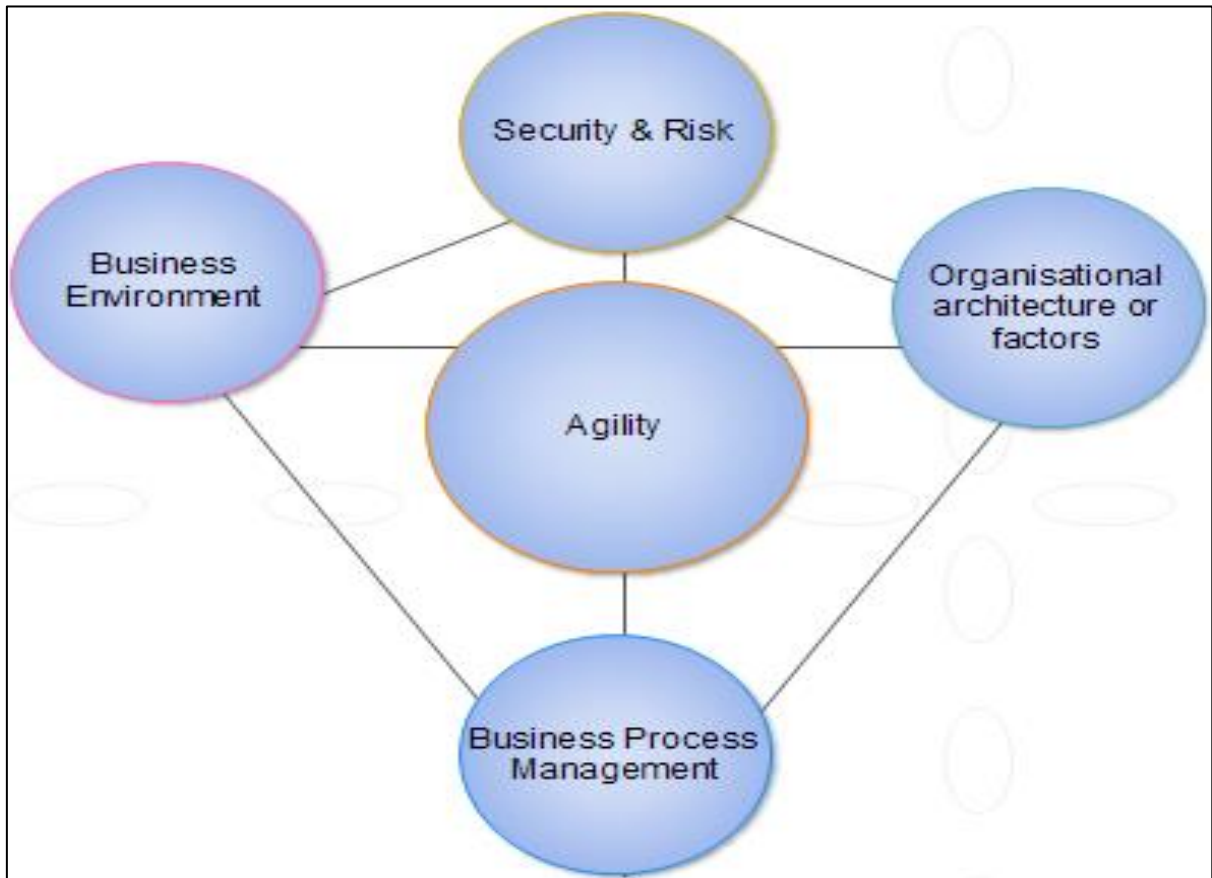 Security & Risk
Business
Environment
Organisational
architecture or
factors
Agility
Business Process
Management